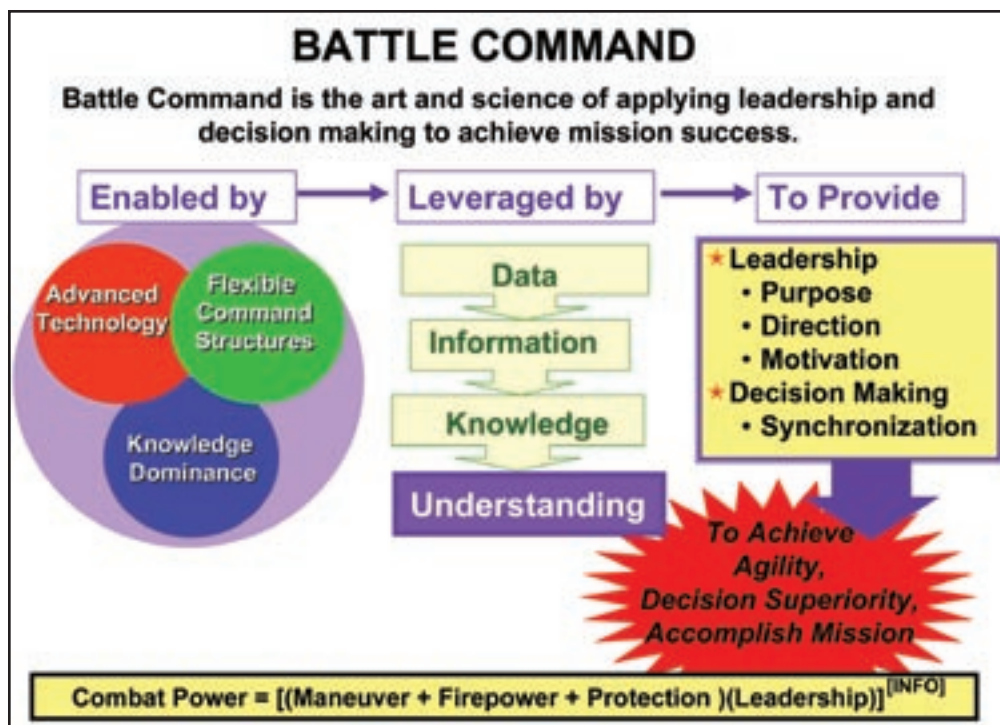 BATTLE COMMAND
Battle Command is the art and science of applying leadership and
decision making to achieve mission success.
Enabled by
Leveraged by
To Provide
Advanced
Technology
Flexible
Command
Structures
Knowledge
Dominance
Data
Information
Knowledge
Understanding
* Leadership
• Purpose
• Direction
• Motivation
* Decision Making
• Synchronization
To Achieve
Agility,
Decision Superiority,
Accomplish Mission
Combat Power = [(Maneuver + Firepower + Protection )(Leadership)][INFO]